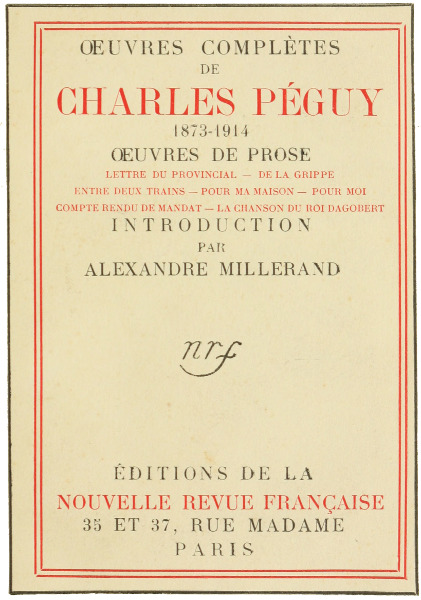 ŒUVRES COMPLÈTES
DE
CHARLES PÉGUY
1873-1914
ŒUVRES DE PROSE
LETTRE DU PROVINCIAL — DE LA GRIPPE
ENTRE DEUX TRAINS — POUR MA MAISON — POUR MOI
COMPTE RENDU DE MANDAT — LA CHANSON DU ROI DAGOBERT
INTRODUCTION
PAR
ALEXANDRE MILLERAND
nrf
ÉDITIONS DE LA
NOUVELLE REVUE FRANÇAISE
35 ET 37, RUE MADAME
PARIS